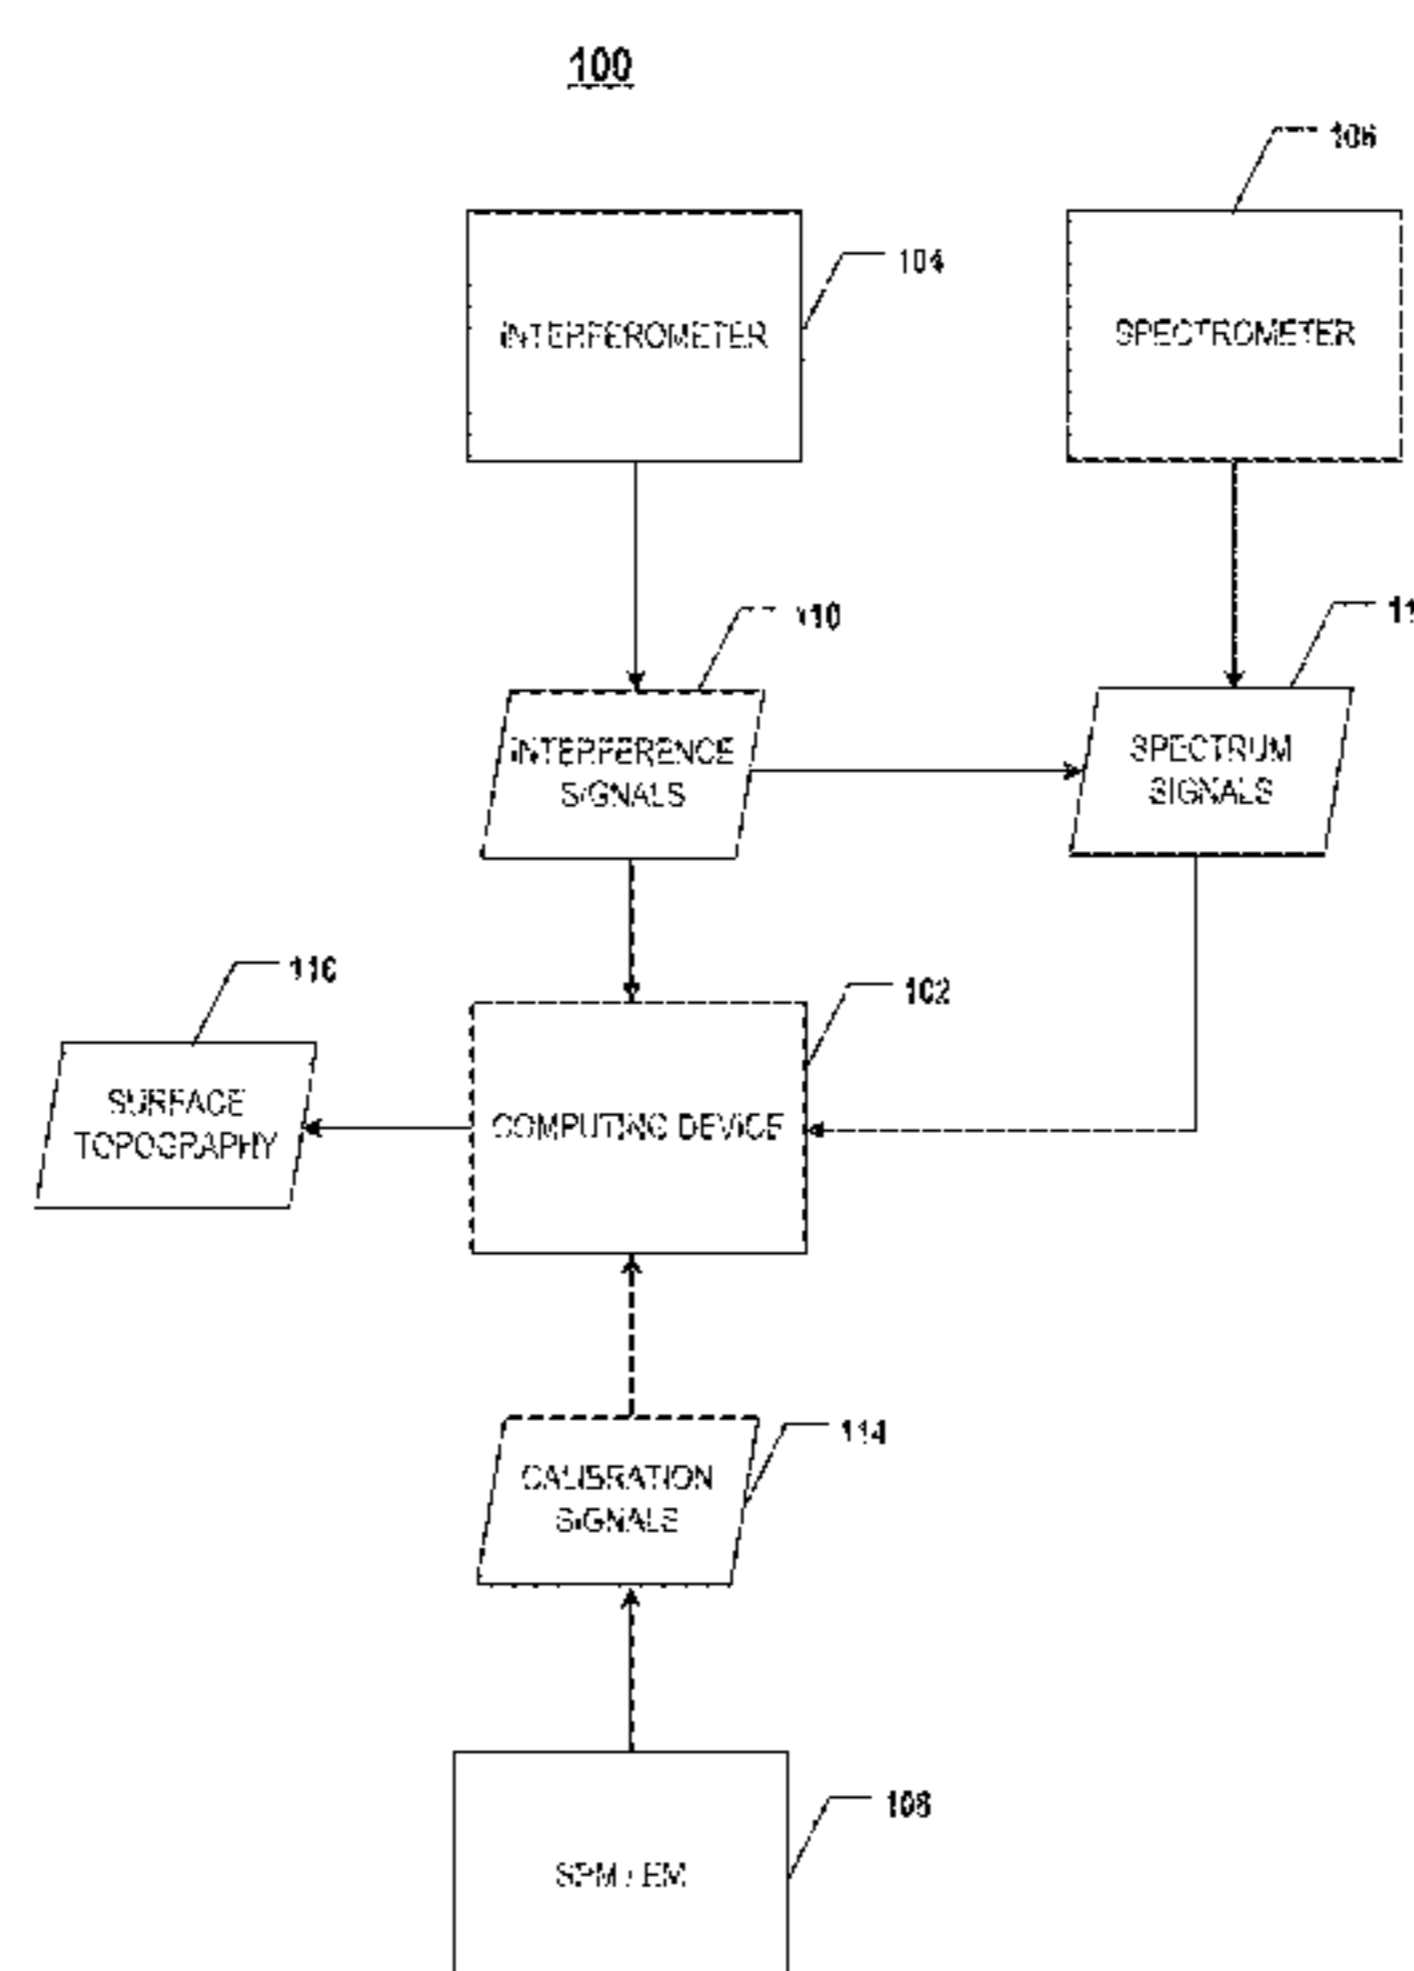 100
106
104
INTERFEROMETER
SPECTROMETER
110
11
INTERFERENCE
SIGNALS
SPECTRUM
SIGNALS
116
102
SURFACE
TOPOGRAPHY
COMPUTING DEVICE
114
CALIBRATION
SIGNALS
108
SPM / EM